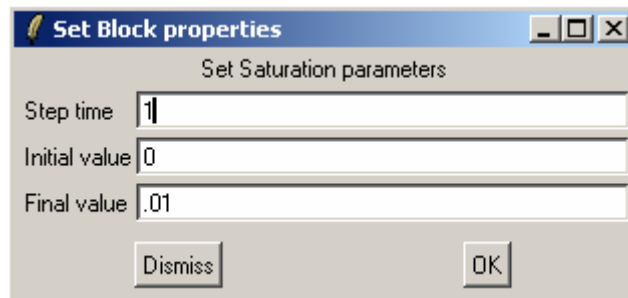 Set Block properties
Set Saturation parameters
Step time 1
Initial value 0
Final value .01
Dismiss OK